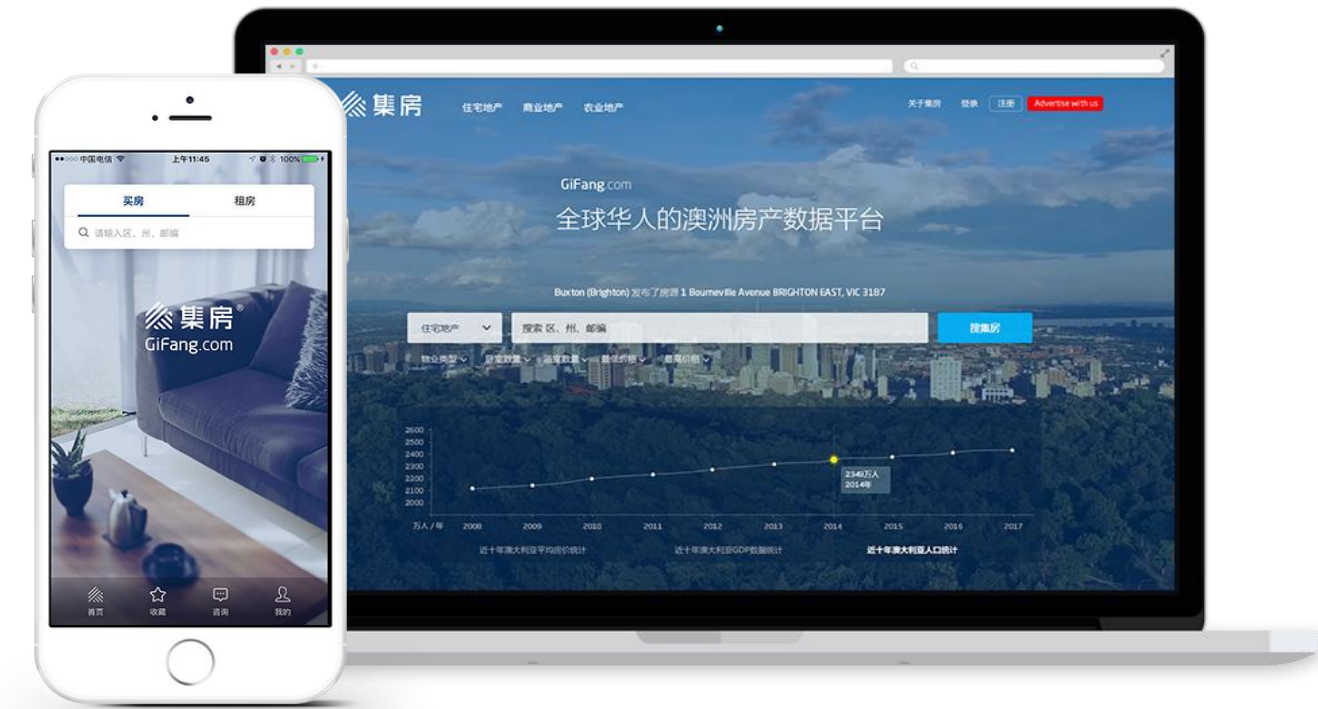 中国电信
上午11:45
100%
买房
租房
请输入区、州、邮编
集房®
GiFang.com
首页
收藏
咨询
我的
集房
住宅地产
商业地产
农业地产
关于集房
登录
注册
Advertise with us
GiFang.com
全球华人的澳洲房产数据平台
Buxton (Brighton) 发布了房源 1 Bourneville Avenue BRIGHTON EAST, VIC 3187
住宅地产
搜索 区、州、邮编
搜集房
物业类型
卧室数量
浴室数量
最低价格
最高价格
2600
2500
2400
2300
2200
2100
2000
2349万人
2014年
万人 / 年 2008 2009 2010 2011 2012 2013 2014 2015 2016 2017
近十年澳大利亚平均房价统计
近十年澳大利亚GDP数据统计
近十年澳大利亚人口统计